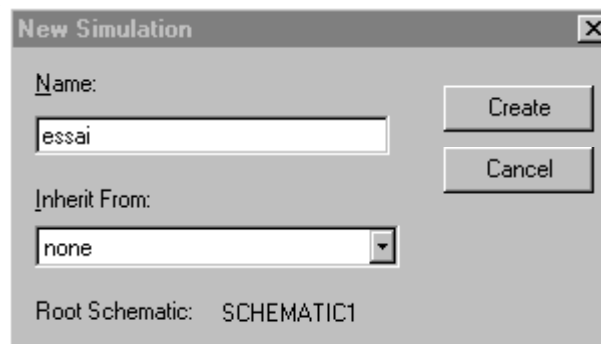 New Simulation
Name:
essai
Create
Cancel
Inherit From:
none
Root Schematic: SCHEMATIC1